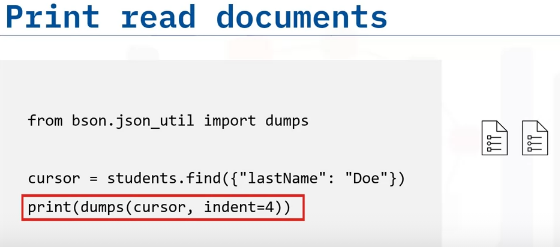 Print read documents
from bson.json_util import dumps
cursor = students.find({"lastName": "Doe"})
print(dumps(cursor, indent=4))